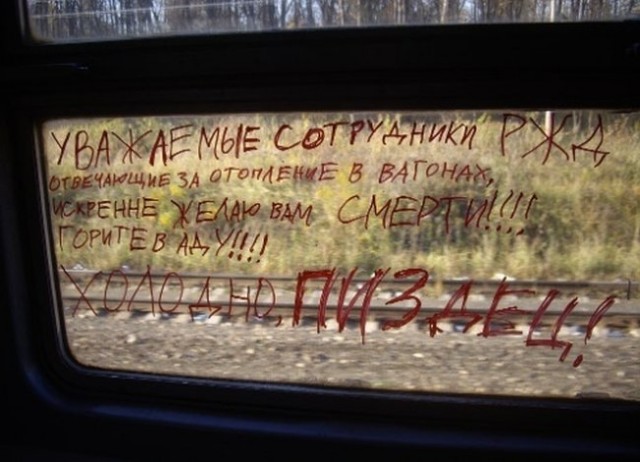 УВАЖАЕМЫЕ СОТРУДНИКИ РЖД
ОТВЕЧАЮЩИЕ ЗА ОТОПЛЕНИЕ В ВАГОНАХ,
ИСКРЕННЕ ЖЕЛАЮ ВАМ СМЕРТИ!!!!
ГОРИТЕ В АДУ!!!!
ХОЛОДНО, ПИЗДЕЦ!